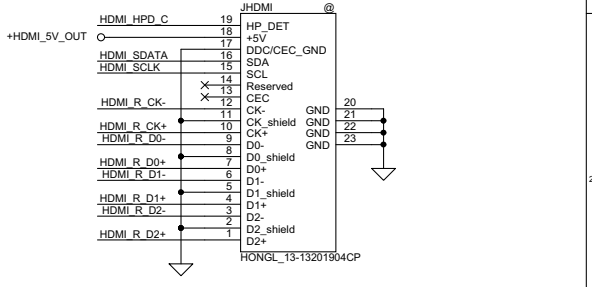 JHDMI @
HDMI_HPD_C 19 HP_DET
+HDMI_5V_OUT 18 +5V
17 DDC/CEC_GND
HDMI_SDATA 16 SDA
HDMI_SCLK 15 SCL
14 Reserved
13 CEC
HDMI_R_CK- 12 CK- GND 20
11 CK_shield GND 21
HDMI_R_CK+ 10 CK+ GND 22
HDMI_R_D0- 9 D0- GND 23
8 D0_shield
HDMI_R_D0+ 7 D0+
HDMI_R_D1- 6 D1-
5 D1_shield
HDMI_R_D1+ 4 D1+
HDMI_R_D2- 3 D2-
2 D2_shield
HDMI_R_D2+ 1 D2+
HONGL_13-13201904CP
2